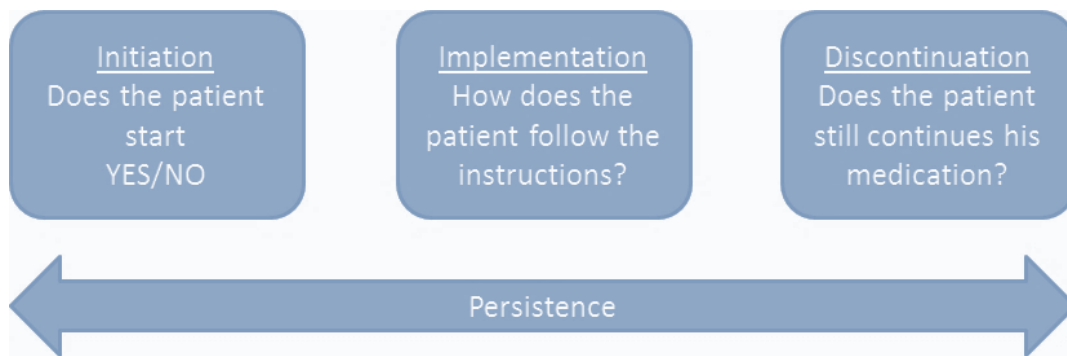 Initiation
Does the patient
start
YES/NO
Implementation
How does the
patient follow the
instructions?
Discontinuation
Does the patient
still continues his
medication?
Persistence